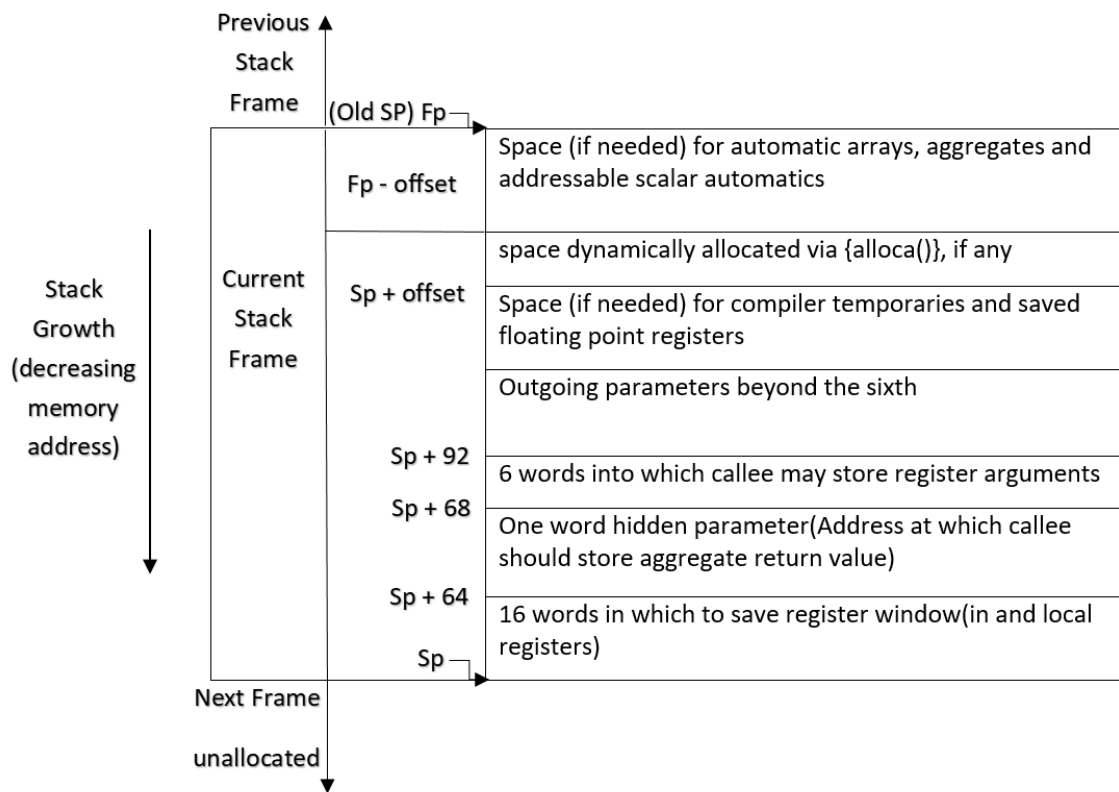 Previous
Stack
Frame
(Old SP) Fp
Space (if needed) for automatic arrays, aggregates and
addressable scalar automatics
Fp - offset
space dynamically allocated via {alloca()}, if any
Stack
Growth
(decreasing
memory
address)
Current
Stack
Frame
Sp + offset
Space (if needed) for compiler temporaries and saved
floating point registers
Outgoing parameters beyond the sixth
Sp + 92
6 words into which callee may store register arguments
Sp + 68
One word hidden parameter(Address at which callee
should store aggregate return value)
Sp + 64
16 words in which to save register window(in and local
registers)
Sp
Next Frame
unallocated